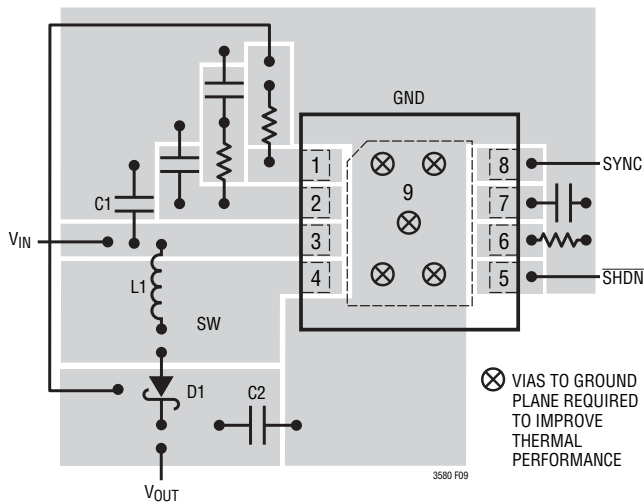 GND
1
2
3
4
9
8
7
6
5
SYNC
SHDN
C1
VIN
L1
SW
D1
C2
VOUT
VIAS TO GROUND
PLANE REQUIRED
TO IMPROVE
THERMAL
PERFORMANCE
3580 F09